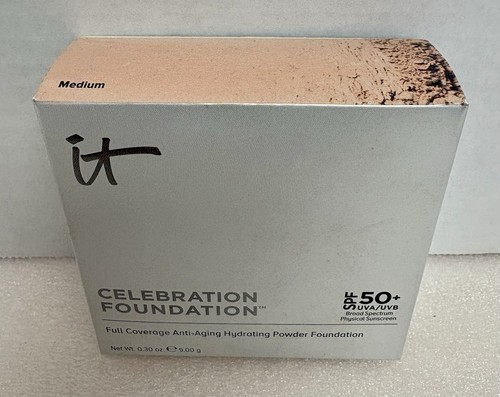 Medium
it
CELEBRATION
FOUNDATION™
SPF 50+
UVA/UVB
Broad Spectrum
Physical Sunscreen
Full Coverage Anti-Aging Hydrating Powder Foundation
Net Wt. 0.30 oz. ℮ 9.00 g